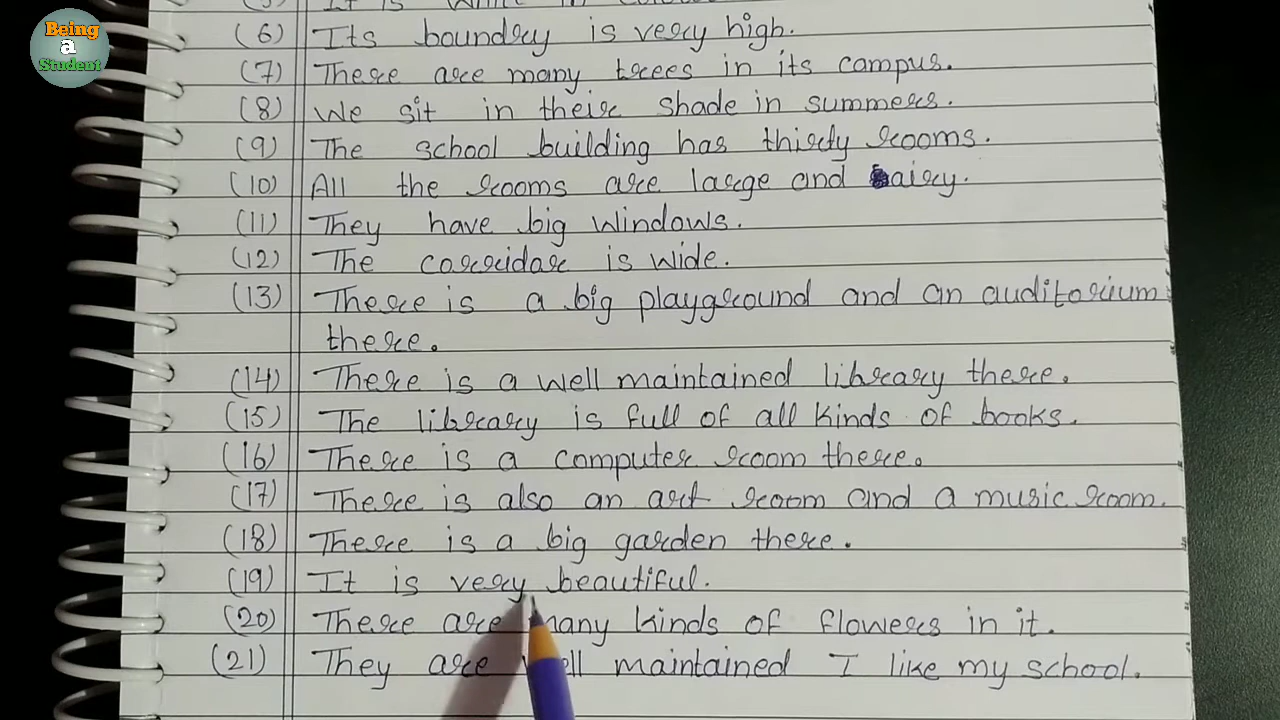 Being
a
Student
(6) Its boundry is very high.
(7) There are many trees in its campus.
(8) We sit in their shade in summers.
(9) The school building has thirty rooms.
(10) All the rooms are large and airy.
(11) They have big windows.
(12) The corridor is wide.
(13) There is a big playground and an auditorium
there.
(14) There is a well maintained library there.
(15) The library is full of all kinds of books.
(16) There is a computer room there.
(17) There is also an art room and a music room.
(18) There is a big garden there.
(19) It is very beautiful.
(20) There are many kinds of flowers in it.
(21) They are well maintained I like my school.